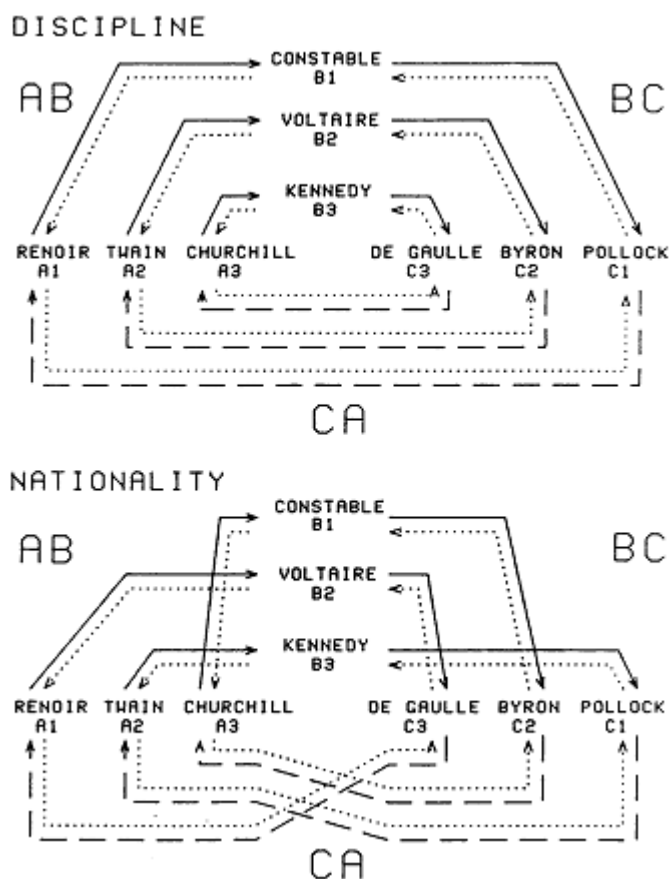 DISCIPLINE
CONSTABLE
B1
AB
BC
VOLTAIRE
B2
KENNEDY
B3
RENOIR TWAIN CHURCHILL DE GAULLE BYRON POLLOCK
A1 A2 A3 C3 C2 C1
CA
NATIONALITY
CONSTABLE
B1
AB
BC
VOLTAIRE
B2
KENNEDY
B3
RENOIR TWAIN CHURCHILL DE GAULLE BYRON POLLOCK
A1 A2 A3 C3 C2 C1
CA